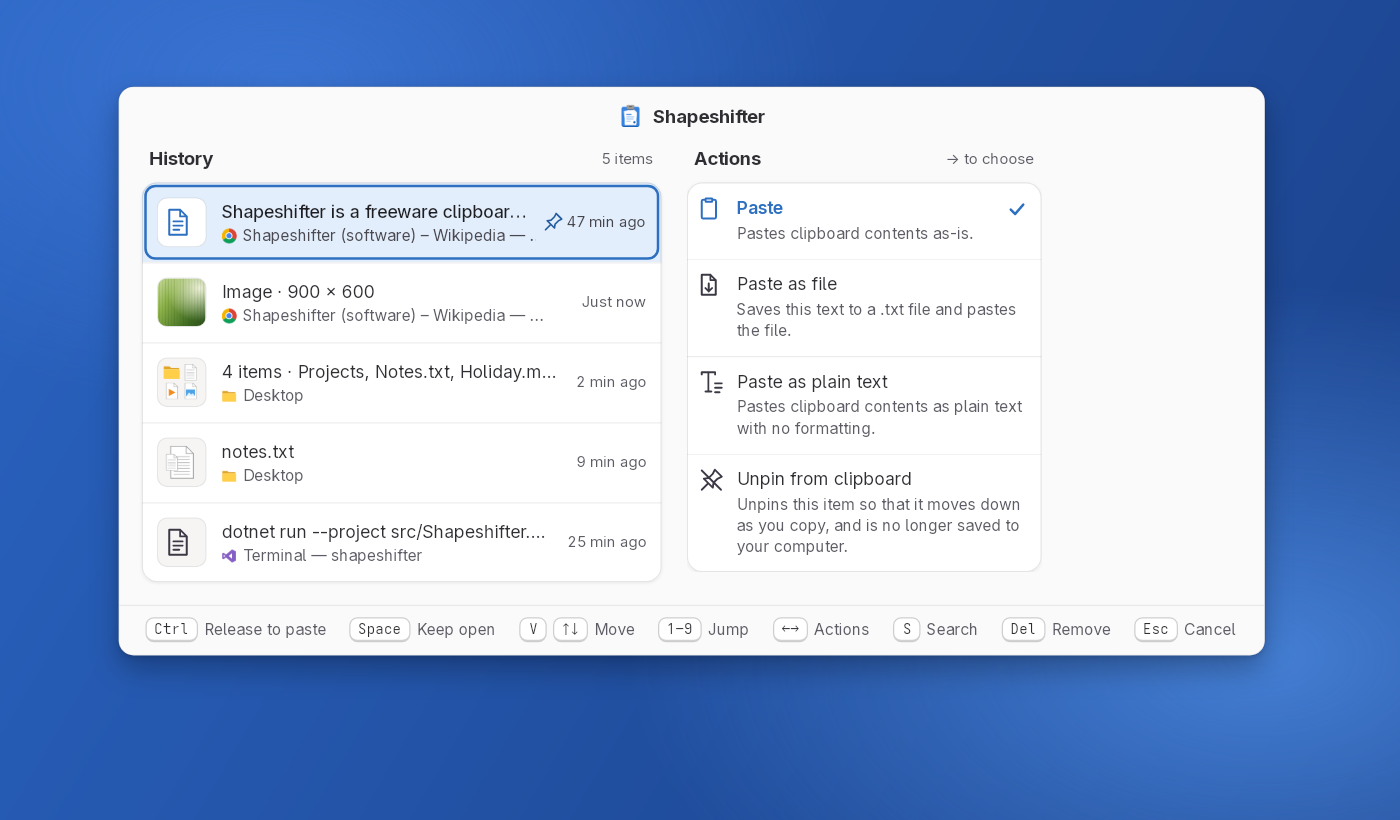 Shapeshifter
History
5 items
Shapeshifter is a freeware clipboar…
47 min ago
Shapeshifter (software) – Wikipedia — .
Image · 900 × 600
Just now
Shapeshifter (software) – Wikipedia — …
4 items · Projects, Notes.txt, Holiday.m…
2 min ago
Desktop
notes.txt
9 min ago
Desktop
dotnet run --project src/Shapeshifter.…
25 min ago
Terminal — shapeshifter
Actions
→ to choose
Paste
Pastes clipboard contents as-is.
Paste as file
Saves this text to a .txt file and pastes
the file.
Paste as plain text
Pastes clipboard contents as plain text
with no formatting.
Unpin from clipboard
Unpins this item so that it moves down
as you copy, and is no longer saved to
your computer.
Ctrl Release to paste Space Keep open V ↑↓ Move 1–9 Jump ←→ Actions S Search Del Remove Esc Cancel